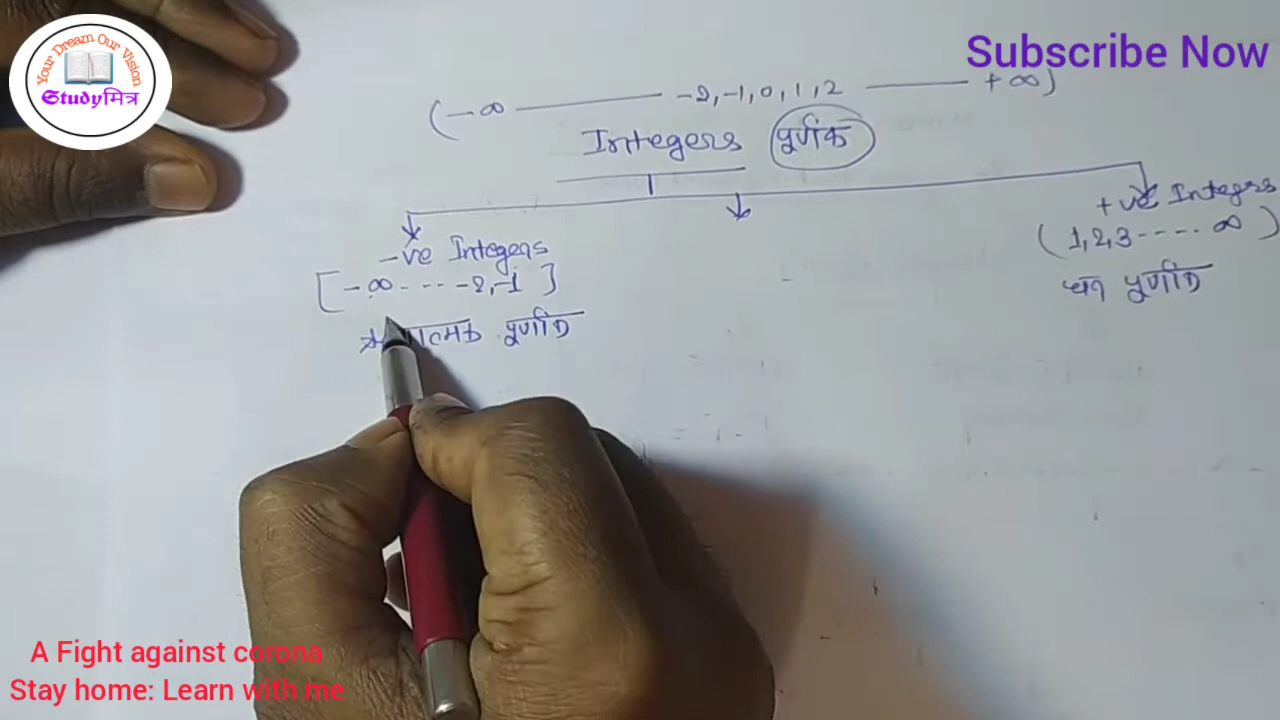 Your Dream Our Vision
Studyमित्र
Subscribe Now
(-∞ ——— -2,-1,0,1,2 ——— +∞)
Integers पूर्णांक
-ve Integers
[-∞ - - - -2,-1]
पूर्णांक
+ve Integrs
(1,2,3 - - - - ∞)
धन पूर्णांक
A Fight against corona
Stay home: Learn with me